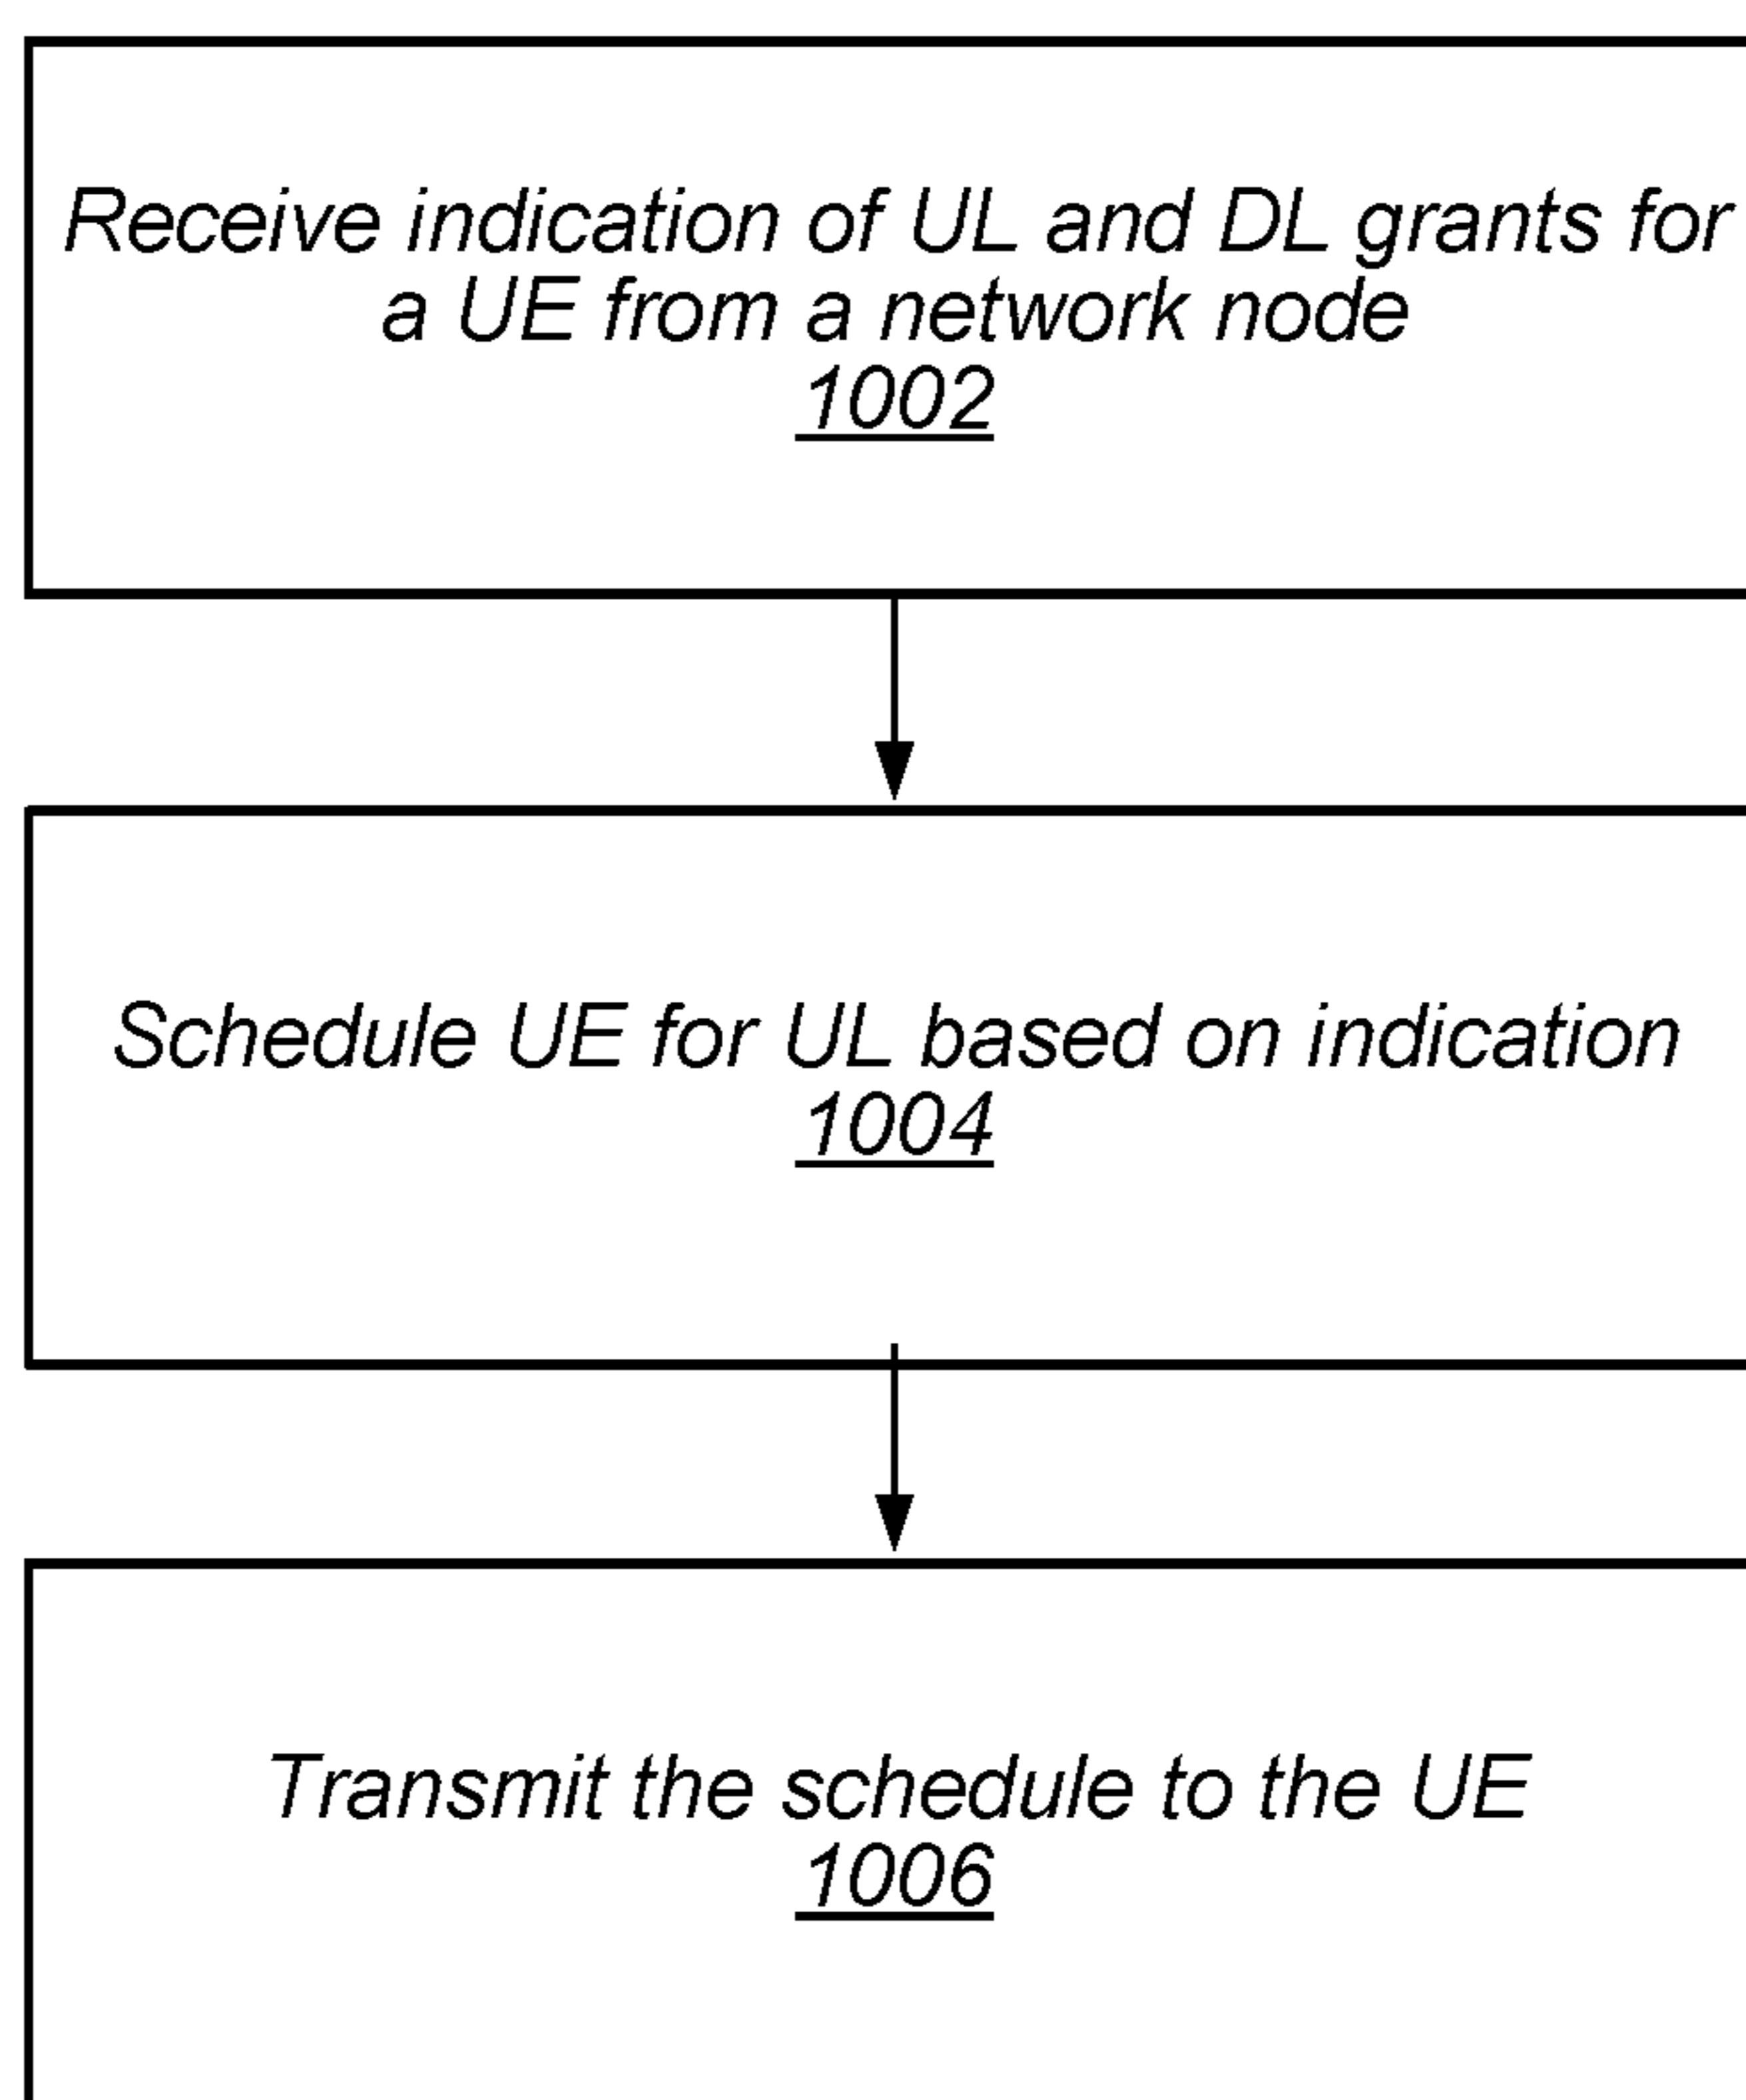 Receive indication of UL and DL grants for
a UE from a network node
1002
Schedule UE for UL based on indication
1004
Transmit the schedule to the UE
1006